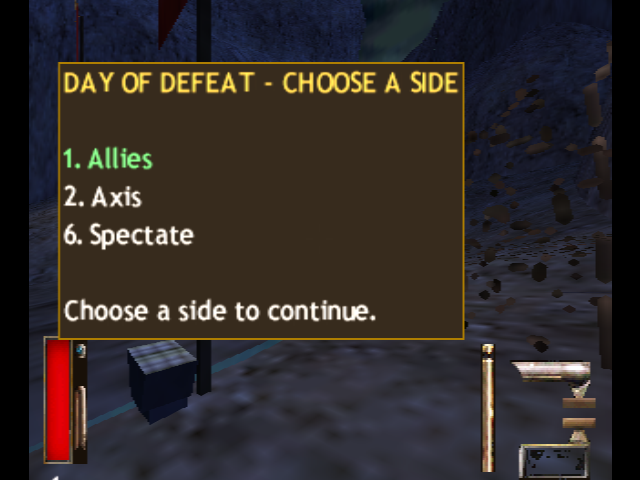 DAY OF DEFEAT - CHOOSE A SIDE
1. Allies
2. Axis
6. Spectate
Choose a side to continue.